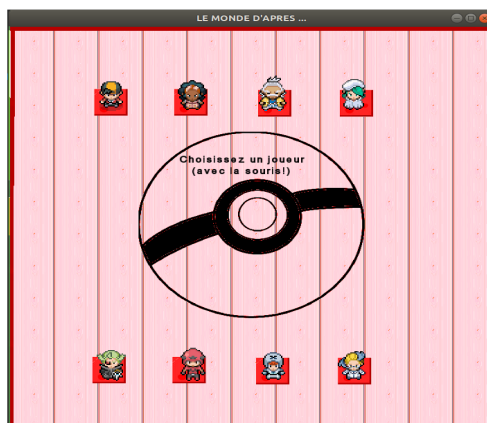 LE MONDE D'APRES ...
Choisissez un joueur
(avec la souris!)